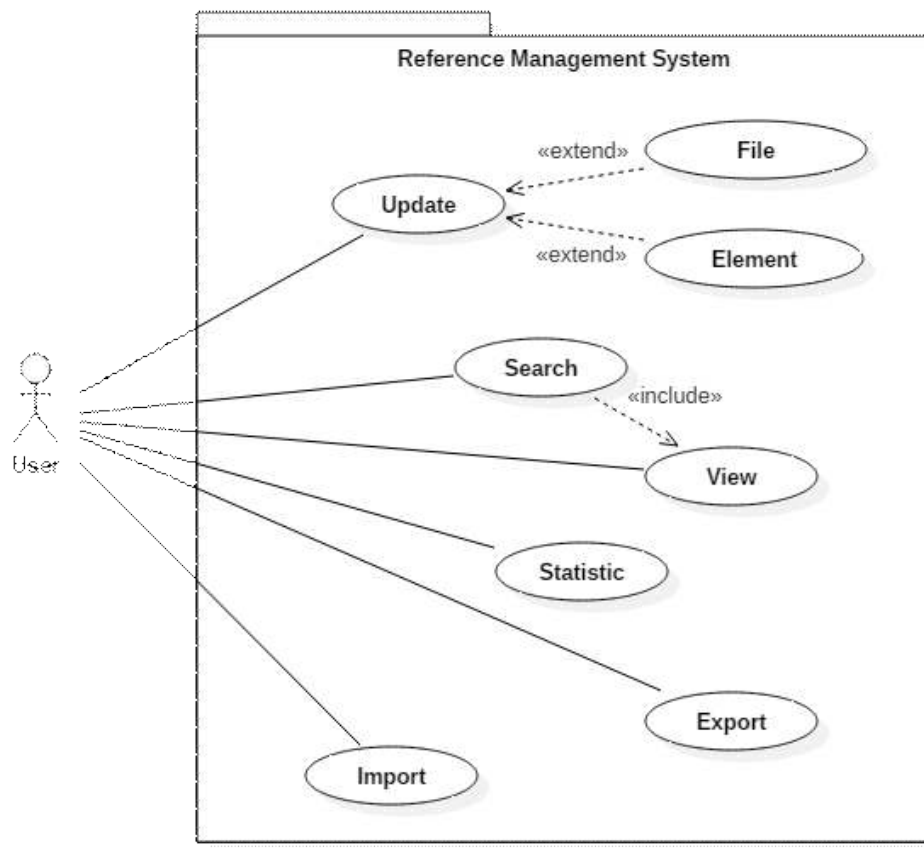 Reference Management System
«extend»
File
Update
«extend»
Element
Search
«include»
User
View
Statistic
Export
Import